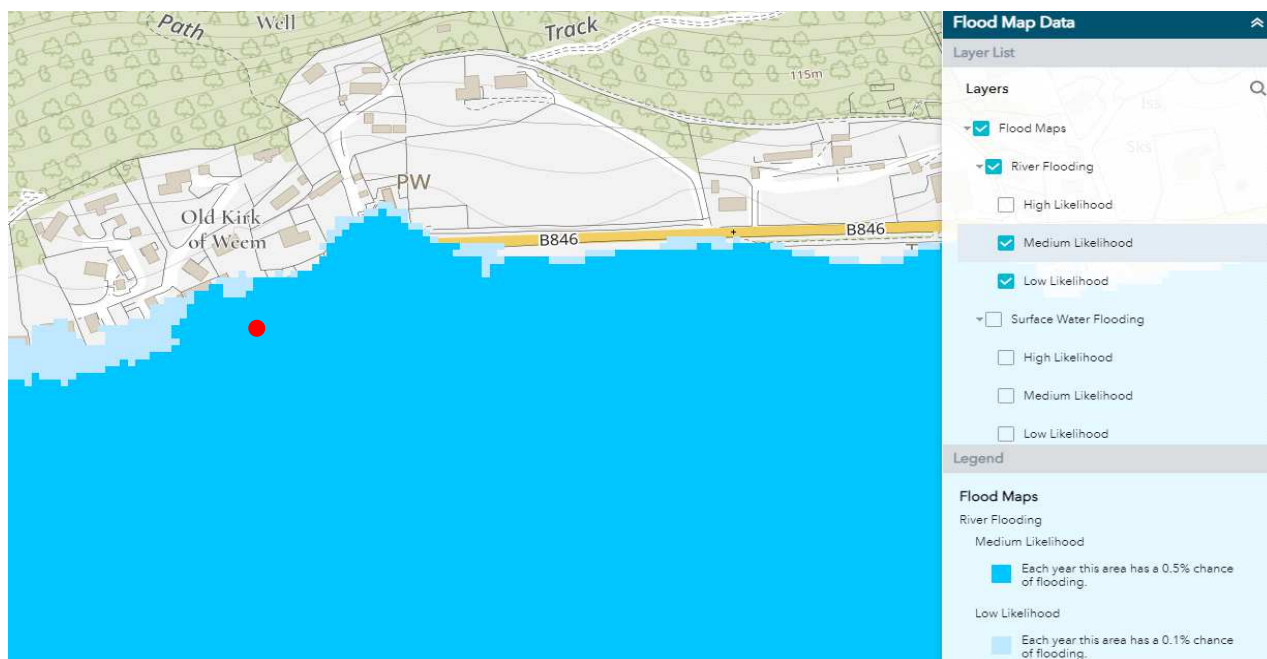 Path
Well
Track
115m
PW
Old Kirk
of Weem
B846
B846
Flood Map Data
Layer List
Layers
Flood Maps
River Flooding
High Likelihood
Medium Likelihood
Low Likelihood
Surface Water Flooding
High Likelihood
Medium Likelihood
Low Likelihood
Legend
Flood Maps
River Flooding
Medium Likelihood
Each year this area has a 0.5% chance
of flooding.
Low Likelihood
Each year this area has a 0.1% chance
of flooding.